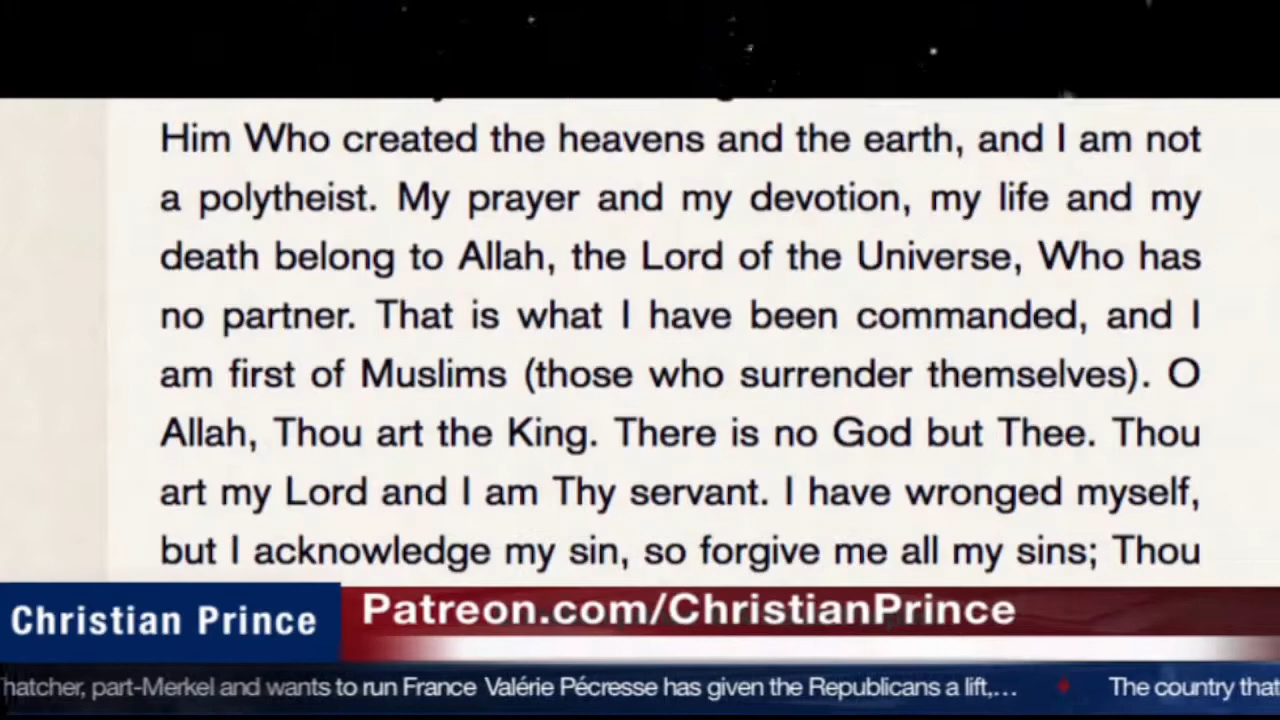 Him Who created the heavens and the earth, and I am not
a polytheist. My prayer and my devotion, my life and my
death belong to Allah, the Lord of the Universe, Who has
no partner. That is what I have been commanded, and I
am first of Muslims (those who surrender themselves). O
Allah, Thou art the King. There is no God but Thee. Thou
art my Lord and I am Thy servant. I have wronged myself,
but I acknowledge my sin, so forgive me all my sins; Thou
Christian Prince
Patreon.com/ChristianPrince
hatcher, part-Merkel and wants to run France Valérie Pécresse has given the Republicans a lift,... The country that